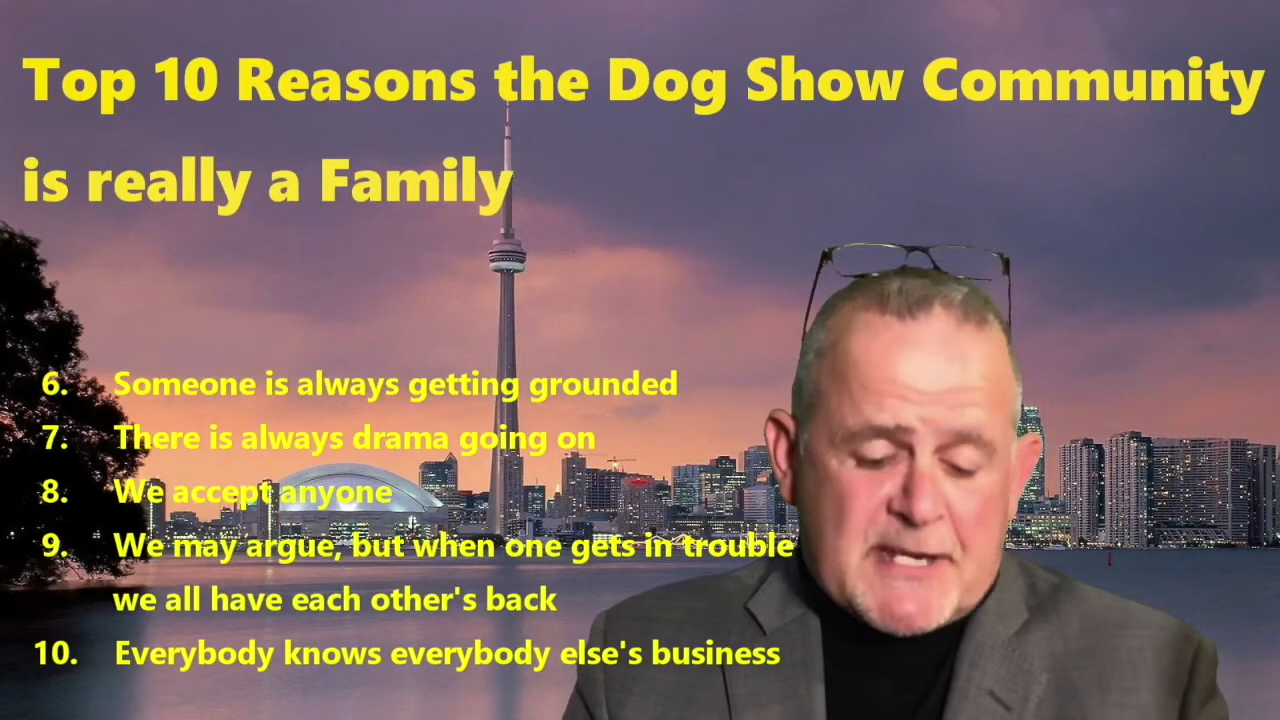 Top 10 Reasons the Dog Show Community
is really a Family
6. Someone is always getting grounded
7. There is always drama going on
8. We accept anyone
9. We may argue, but when one gets in trouble
we all have each other's back
10. Everybody knows everybody else's business